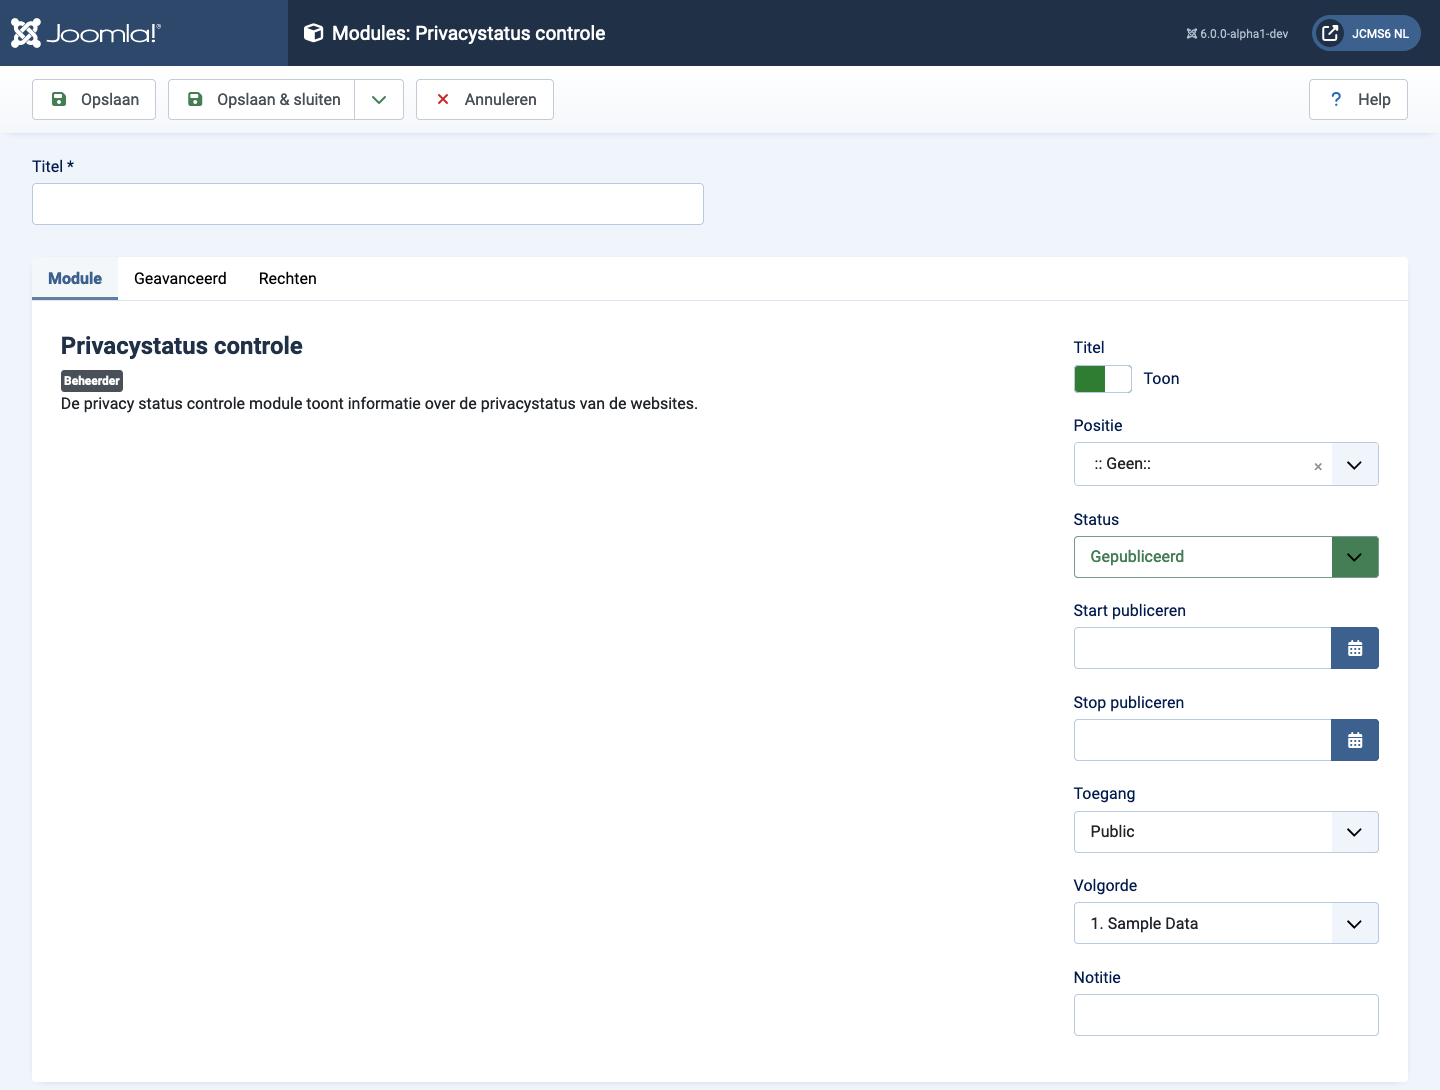 Joomla!®
Modules: Privacystatus controle
6.0.0-alpha1-dev
JCMS6 NL
Opslaan
Opslaan & sluiten
Annuleren
? Help
Titel *
Module
Geavanceerd
Rechten
Privacystatus controle
Beheerder
De privacy status controle module toont informatie over de privacystatus van de websites.
Titel
Toon
Positie
:: Geen::
Status
Gepubliceerd
Start publiceren
Stop publiceren
Toegang
Public
Volgorde
1. Sample Data
Notitie